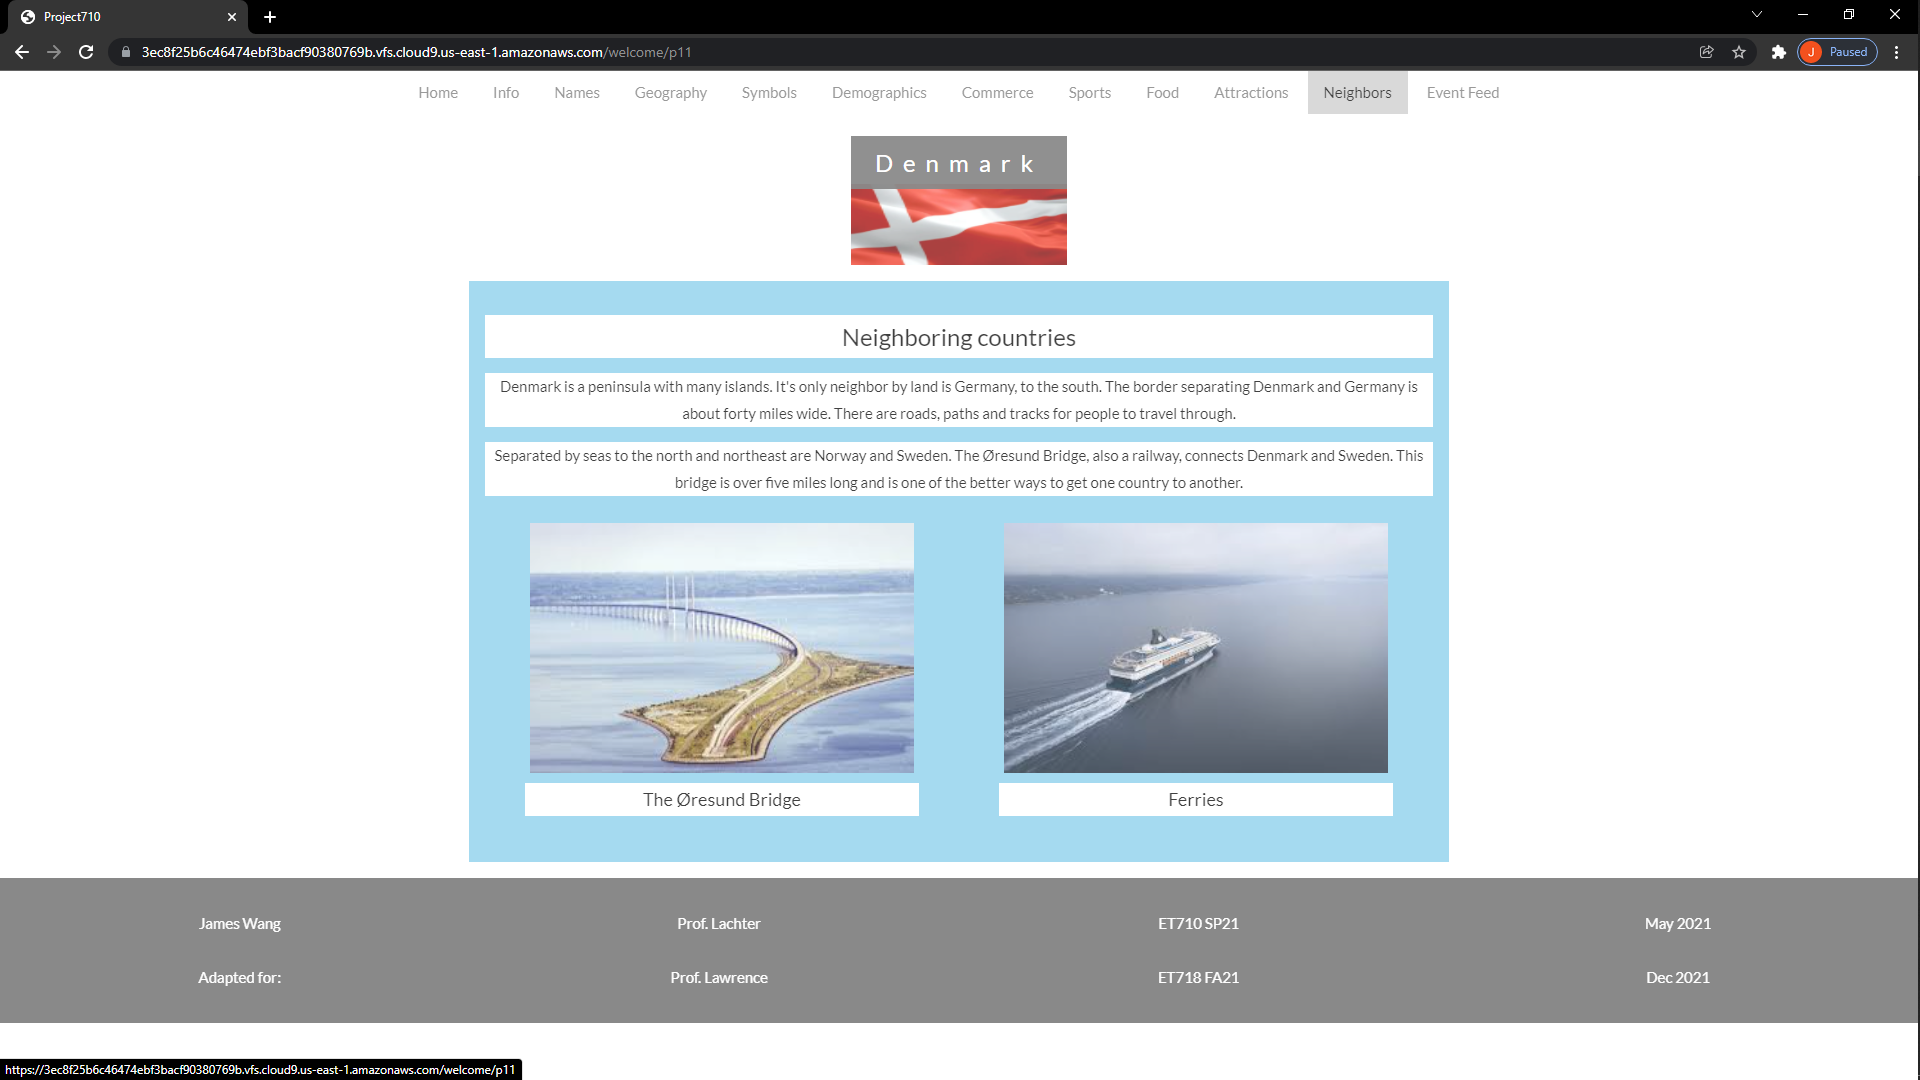 Project710
3ec8f25b6c46474ebf3bacf90380769b.vfs.cloud9.us-east-1.amazonaws.com/welcome/p11
J Paused
Home Info Names Geography Symbols Demographics Commerce Sports Food Attractions Neighbors Event Feed
Denmark
Neighboring countries
Denmark is a peninsula with many islands. It's only neighbor by land is Germany, to the south. The border separating Denmark and Germany is
about forty miles wide. There are roads, paths and tracks for people to travel through.
Separated by seas to the north and northeast are Norway and Sweden. The Øresund Bridge, also a railway, connects Denmark and Sweden. This
bridge is over five miles long and is one of the better ways to get one country to another.
The Øresund Bridge Ferries
James Wang Prof. Lachter ET710 SP21 May 2021
Adapted for: Prof. Lawrence ET718 FA21 Dec 2021
https://3ec8f25b6c46474ebf3bacf90380769b.vfs.cloud9.us-east-1.amazonaws.com/welcome/p11